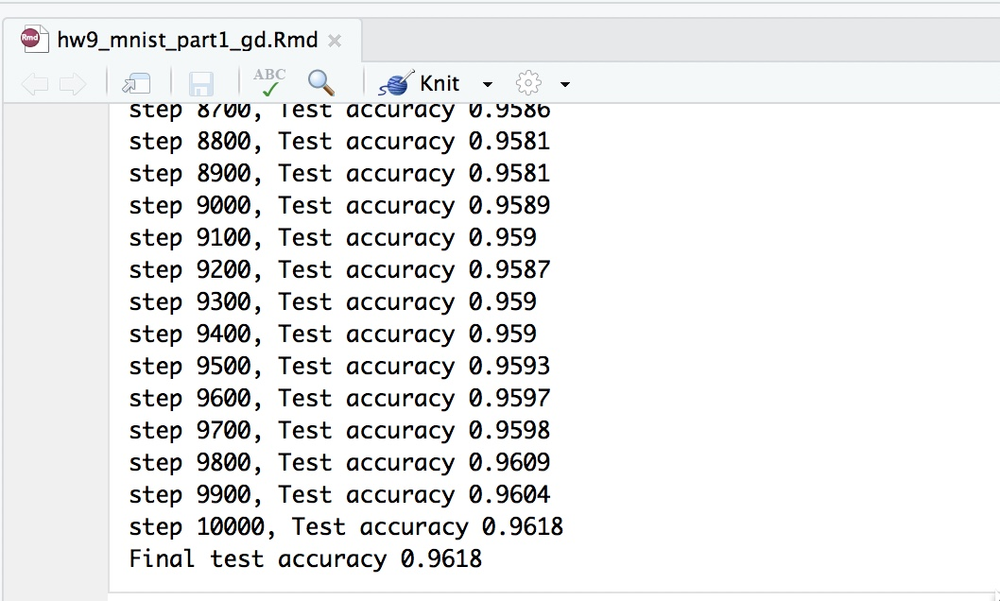 Rmd hw9_mnist_part1_gd.Rmd
ABC Knit
step 8700, Test accuracy 0.9586
step 8800, Test accuracy 0.9581
step 8900, Test accuracy 0.9581
step 9000, Test accuracy 0.9589
step 9100, Test accuracy 0.959
step 9200, Test accuracy 0.9587
step 9300, Test accuracy 0.959
step 9400, Test accuracy 0.959
step 9500, Test accuracy 0.9593
step 9600, Test accuracy 0.9597
step 9700, Test accuracy 0.9598
step 9800, Test accuracy 0.9609
step 9900, Test accuracy 0.9604
step 10000, Test accuracy 0.9618
Final test accuracy 0.9618